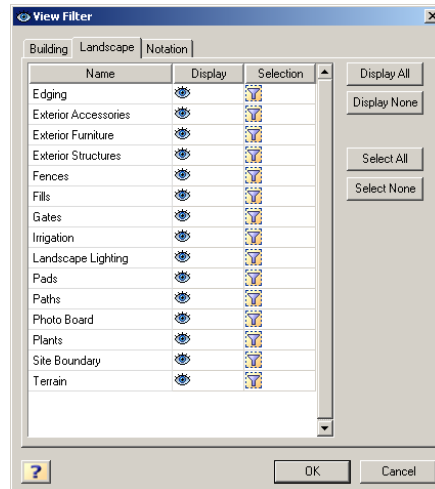 View Filter
Building Landscape Notation
Name Display Selection
Edging
Exterior Accessories
Exterior Furniture
Exterior Structures
Fences
Fills
Gates
Irrigation
Landscape Lighting
Pads
Paths
Photo Board
Plants
Site Boundary
Terrain
Display All
Display None
Select All
Select None
?
OK Cancel